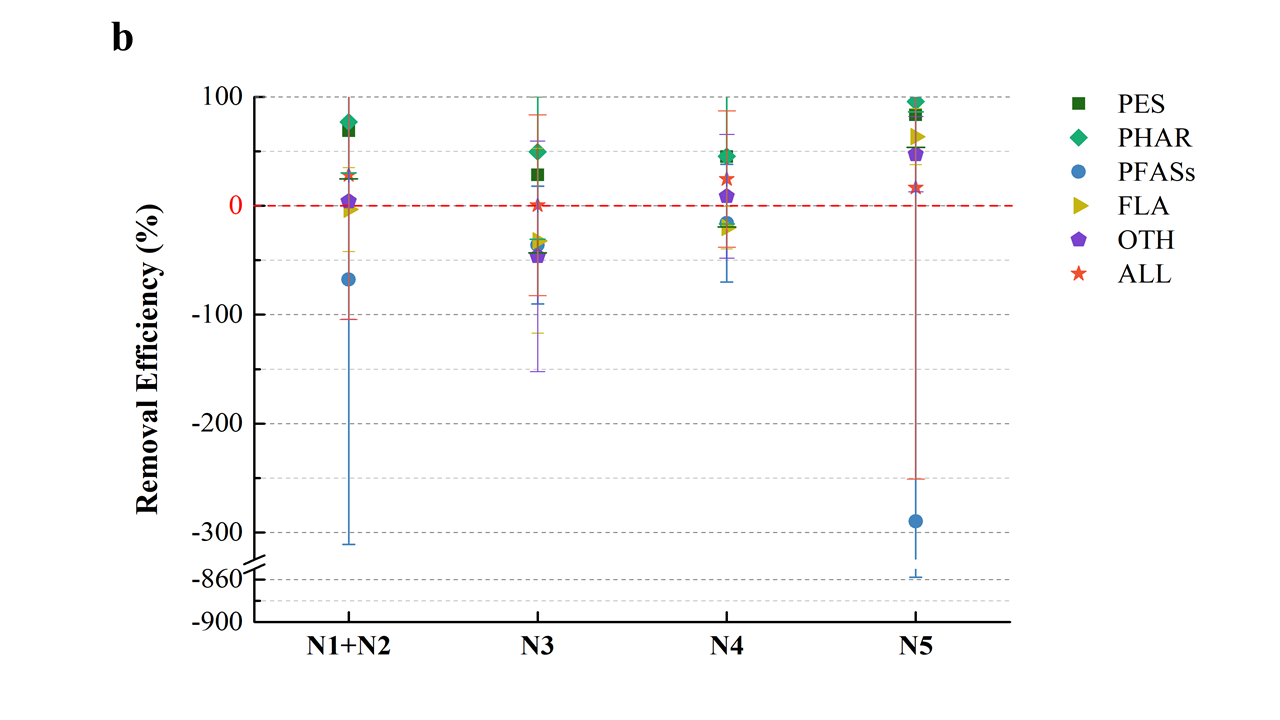 b
Removal Efficiency (%)
100
0
-100
-200
-300
-860
-900
N1+N2 N3 N4 N5
PES
PHAR
PFASs
FLA
OTH
ALL